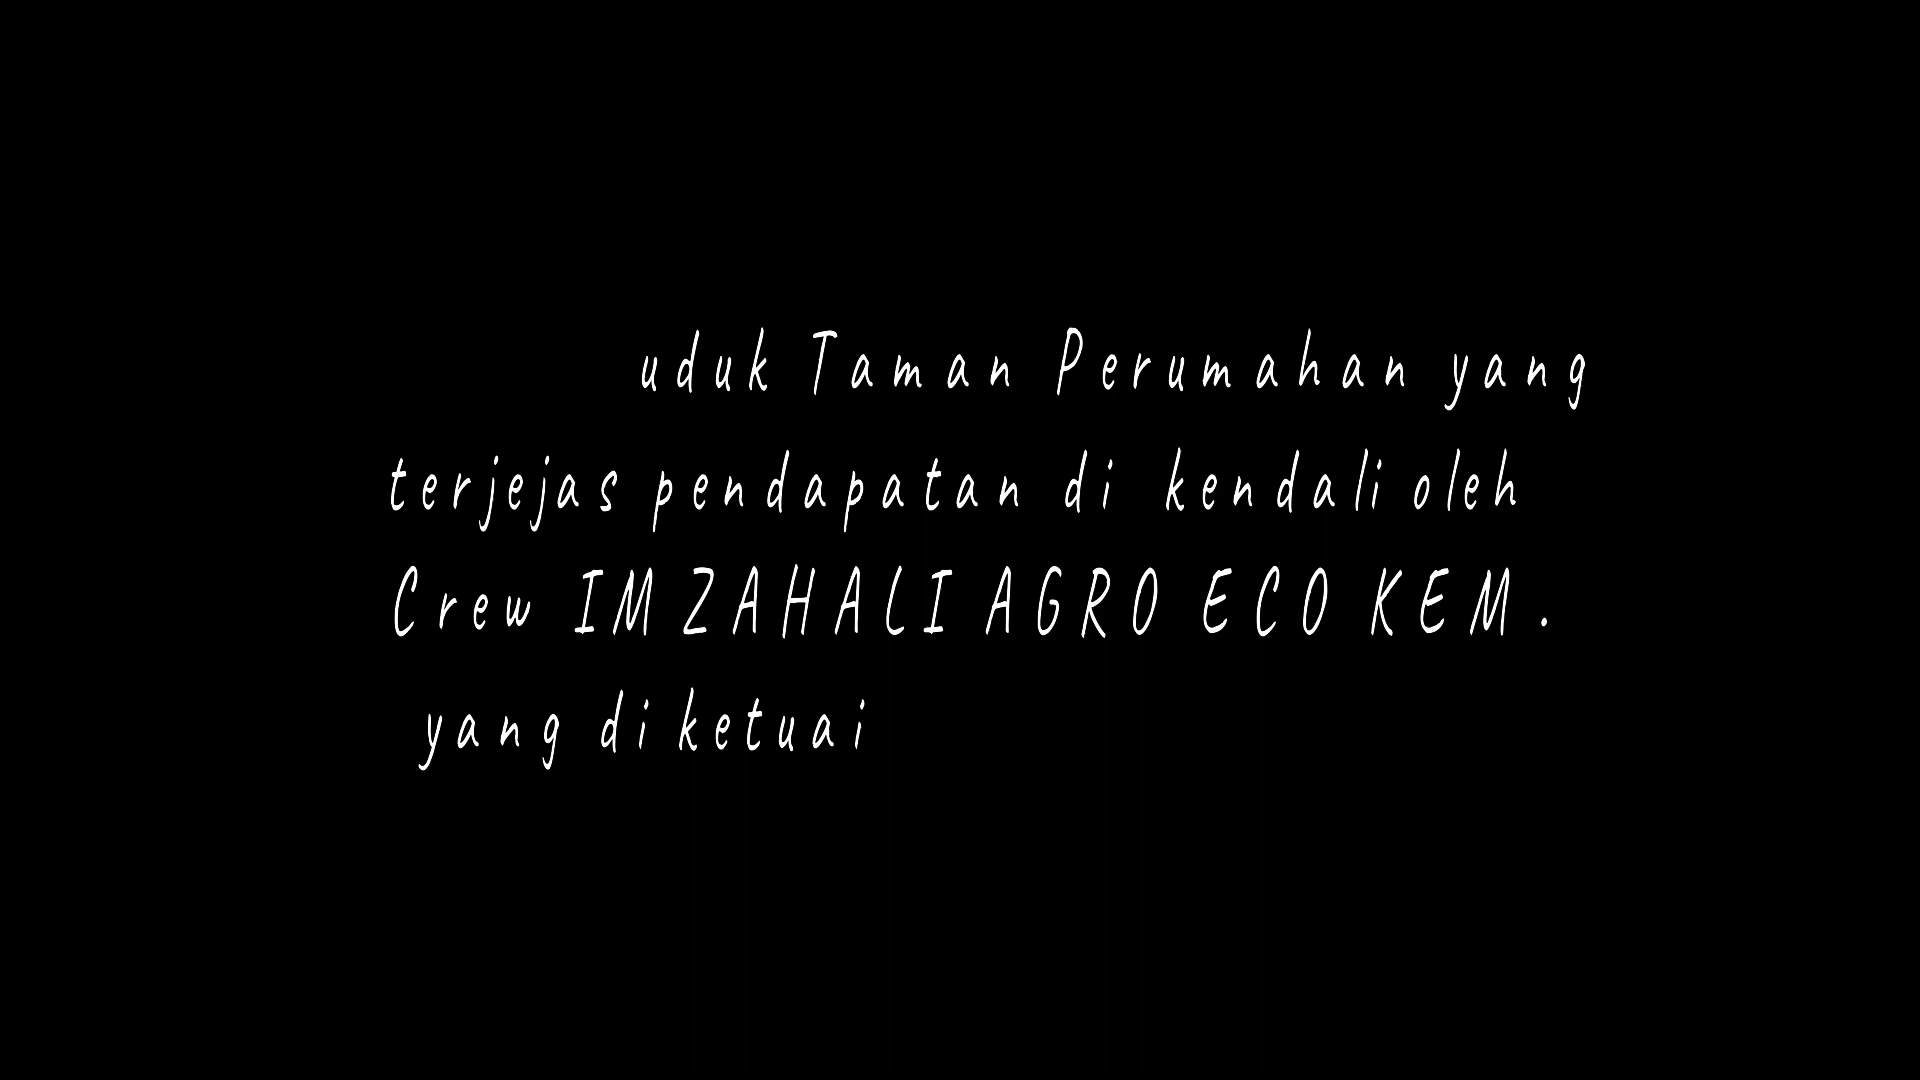 uduk Taman Perumahan yang
terjejas pendapatan di kendali oleh
Crew IM ZAHALI AGRO ECO KEM.
yang di ketuai